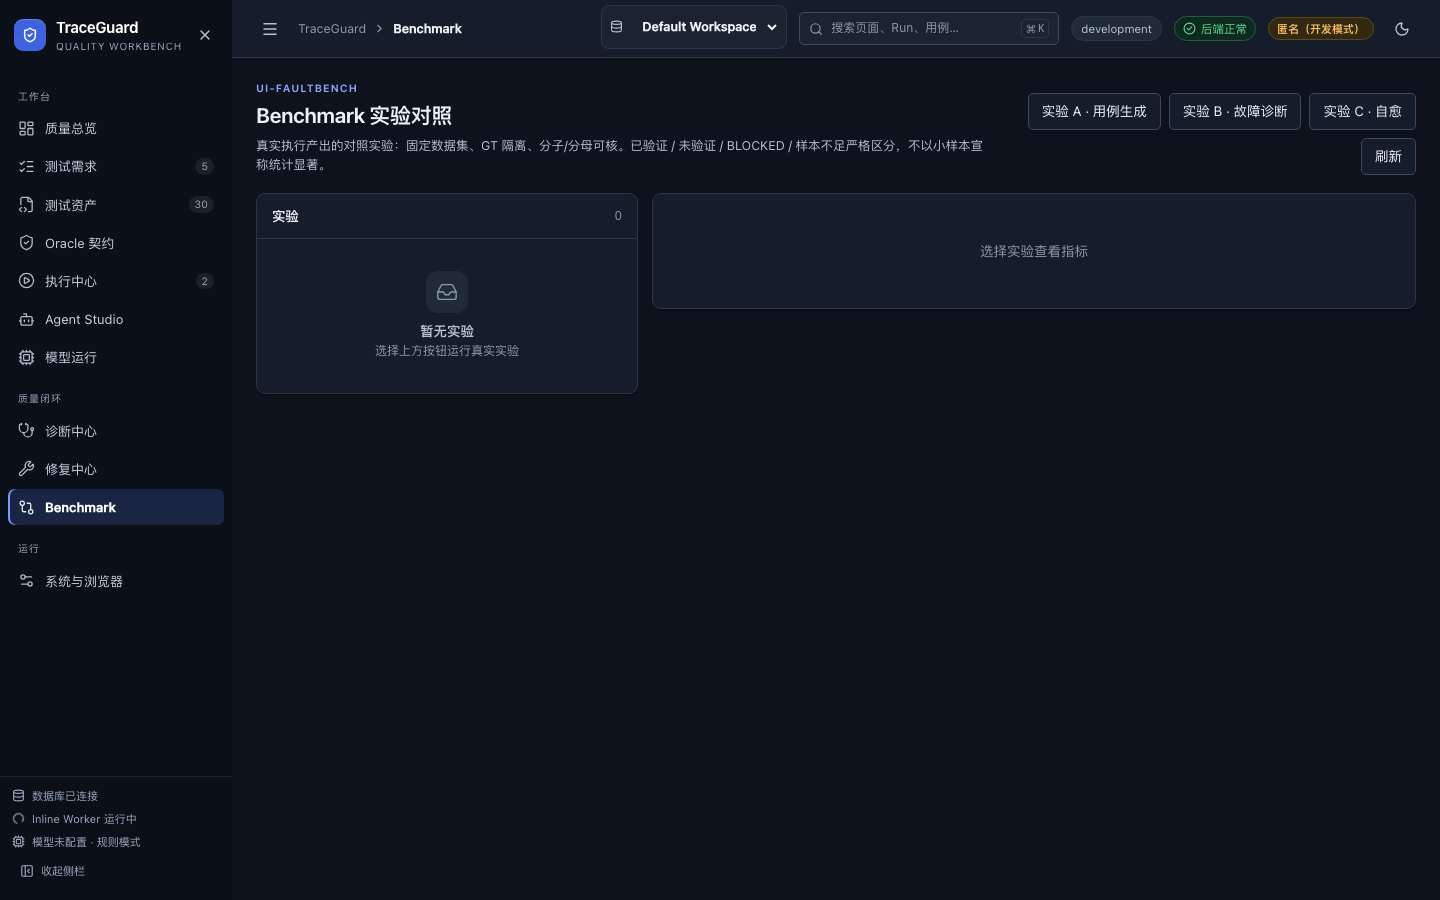 TraceGuard
QUALITY WORKBENCH
工作台
质量总览
测试需求 5
测试资产 30
Oracle 契约
执行中心 2
Agent Studio
模型运行
质量闭环
诊断中心
修复中心
Benchmark
运行
系统与浏览器
数据库已连接
Inline Worker 运行中
模型未配置 · 规则模式
收起侧栏
TraceGuard > Benchmark
Default Workspace
搜索页面、Run、用例... ⌘ K
development
后端正常
匿名（开发模式）
UI-FAULTBENCH
Benchmark 实验对照
真实执行产出的对照实验：固定数据集、GT 隔离、分子/分母可核。已验证 / 未验证 / BLOCKED / 样本不足严格区分，不以小样本宣
称统计显著。
实验 A · 用例生成
实验 B · 故障诊断
实验 C · 自愈
刷新
实验 0
暂无实验
选择上方按钮运行真实实验
选择实验查看指标